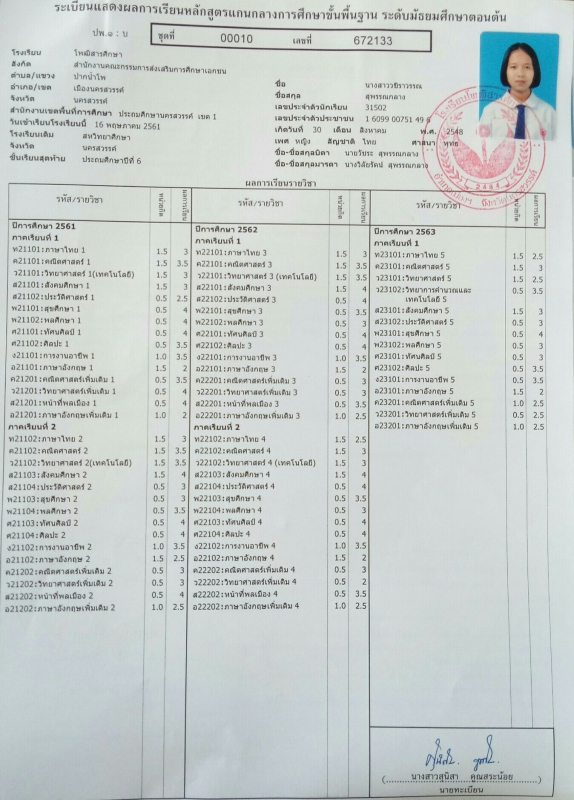 ระเบียนแสดงผลการเรียนหลักสูตรแกนกลางการศึกษาขั้นพื้นฐาน ระดับมัธยมศึกษาตอนต้น
ปพ.๑ : บ ชุดที่ 00010 เลขที่ 672133
โรงเรียน โพฒิสารศึกษา
สังกัด สำนักงานคณะกรรมการส่งเสริมการศึกษาเอกชน
ตำบล/แขวง ปากน้ำโพ
อำเภอ/เขต เมืองนครสวรรค์
จังหวัด นครสวรรค์
สำนักงานเขตพื้นที่การศึกษา ประถมศึกษานครสวรรค์ เขต 1
วันเข้าเรียนโรงเรียนนี้ 16 พฤษภาคม 2561
โรงเรียนเดิม สหวิทยาศึกษา
จังหวัด นครสวรรค์
ชั้นเรียนสุดท้าย ประถมศึกษาปีที่ 6
ชื่อ นางสาววชิราวรรณ
ชื่อสกุล สุพรรณกลาง
เลขประจำตัวนักเรียน 31502
เลขประจำตัวประชาชน 1 6099 00751 49
เกิดวันที่ 30 เดือน สิงหาคม พ.ศ. 2548
เพศ หญิง สัญชาติ ไทย ศาสนา พุทธ
ชื่อ-ชื่อสกุลบิดา นายวีระ สุพรรณกลาง
ชื่อ-ชื่อสกุลมารดา นางวิลัยรัตน์ สุพรรณกลาง
ผลการเรียนรายวิชา
รหัส/รายวิชา หน่วยกิต ผลการเรียน
ปีการศึกษา 2561
ภาคเรียนที่ 1
ท21101:ภาษาไทย 1 1.5 3
ค21101:คณิตศาสตร์ 1 1.5 3.5
ว21101:วิทยาศาสตร์ 1(เทคโนโลยี) 1.5 3
ส21101:สังคมศึกษา 1 1.5 3
ส21102:ประวัติศาสตร์ 1 0.5 2.5
พ21101:สุขศึกษา 1 0.5 4
พ21102:พลศึกษา 1 0.5 4
ศ21101:ทัศนศิลป์ 1 0.5 4
ศ21102:ศิลปะ 1 0.5 3.5
ง21101:การงานอาชีพ 1 1.0 3.5
อ21101:ภาษาอังกฤษ 1 1.5 2
ค21201:คณิตศาสตร์เพิ่มเติม 1 0.5 3.5
ว21201:วิทยาศาสตร์เพิ่มเติม 1 0.5 4
ส21201:หน้าที่พลเมือง 1 0.5 4
อ21201:ภาษาอังกฤษเพิ่มเติม 1 1.0 2
ภาคเรียนที่ 2
ท21102:ภาษาไทย 2 1.5 3
ค21102:คณิตศาสตร์ 2 1.5 3.5
ว21102:วิทยาศาสตร์ 2(เทคโนโลยี) 1.5 3.5
ส21103:สังคมศึกษา 2 1.5 4
ส21104:ประวัติศาสตร์ 2 0.5 3
พ21103:สุขศึกษา 2 0.5 3
พ21104:พลศึกษา 2 0.5 3.5
ศ21103:ทัศนศิลป์ 2 0.5 4
ศ21104:ศิลปะ 2 0.5 4
ง21102:การงานอาชีพ 2 1.0 3.5
อ21102:ภาษาอังกฤษ 2 1.5 2.5
ค21202:คณิตศาสตร์เพิ่มเติม 2 0.5 3
ว21202:วิทยาศาสตร์เพิ่มเติม 2 0.5 3
ส21202:หน้าที่พลเมือง 2 0.5 4
อ21202:ภาษาอังกฤษเพิ่มเติม 2 1.0 2.5
รหัส/รายวิชา หน่วยกิต ผลการเรียน
ปีการศึกษา 2562
ภาคเรียนที่ 1
ท22101:ภาษาไทย 3 1.5 3
ค22101:คณิตศาสตร์ 3 1.5 3.5
ว22101:วิทยาศาสตร์ 3 (เทคโนโลยี) 1.5 3.5
ส22101:สังคมศึกษา 3 1.5 4
ส22102:ประวัติศาสตร์ 3 0.5 4
พ22101:สุขศึกษา 3 0.5 3.5
พ22102:พลศึกษา 3 0.5 3
ศ22101:ทัศนศิลป์ 3 0.5 4
ศ22102:ศิลปะ 3 0.5 4
ง22101:การงานอาชีพ 3 1.0 3.5
อ22101:ภาษาอังกฤษ 3 1.5 2
ค22201:คณิตศาสตร์เพิ่มเติม 3 0.5 3
ว22201:วิทยาศาสตร์เพิ่มเติม 3 0.5 3
ส22201:หน้าที่พลเมือง 3 0.5 3.5
อ22201:ภาษาอังกฤษเพิ่มเติม 3 1.0 2.5
ภาคเรียนที่ 2
ท22102:ภาษาไทย 4 1.5 2.5
ค22102:คณิตศาสตร์ 4 1.5 3
ว22102:วิทยาศาสตร์ 4 (เทคโนโลยี) 1.5 3
ส22103:สังคมศึกษา 4 1.5 4
ส22104:ประวัติศาสตร์ 4 0.5 4
พ22103:สุขศึกษา 4 0.5 3.5
พ22104:พลศึกษา 4 0.5 3
ศ22103:ทัศนศิลป์ 4 0.5 4
ศ22104:ศิลปะ 4 0.5 4
ง22102:การงานอาชีพ 4 1.0 3.5
อ22102:ภาษาอังกฤษ 4 1.5 2
ค22202:คณิตศาสตร์เพิ่มเติม 4 0.5 3
ว22202:วิทยาศาสตร์เพิ่มเติม 4 0.5 2
ส22202:หน้าที่พลเมือง 4 0.5 3.5
อ22202:ภาษาอังกฤษเพิ่มเติม 4 1.0 2.5
รหัส/รายวิชา หน่วยกิต ผลการเรียน
ปีการศึกษา 2563
ภาคเรียนที่ 1
ท23101:ภาษาไทย 5 1.5 2.5
ค23101:คณิตศาสตร์ 5 1.5 3
ว23101:วิทยาศาสตร์ 5 1.5 2.5
ว23102:วิทยาการคำนวณและ 0.5 3.5
เทคโนโลยี 5
ส23101:สังคมศึกษา 5 1.5 3
ส23102:ประวัติศาสตร์ 5 0.5 3
พ23101:สุขศึกษา 5 0.5 4
พ23102:พลศึกษา 5 0.5 3
ศ23101:ทัศนศิลป์ 5 0.5 3
ศ23102:ศิลปะ 5 0.5 3.5
ง23101:การงานอาชีพ 5 1.0 3.5
อ23101:ภาษาอังกฤษ 5 1.5 2
ค23201:คณิตศาสตร์เพิ่มเติม 5 1.0 2.5
ว23201:วิทยาศาสตร์เพิ่มเติม 5 0.5 2.5
อ23201:ภาษาอังกฤษเพิ่มเติม 5 1.0 2.5
(นางสาวสุนิสา คูณสระน้อย)
นายทะเบียน